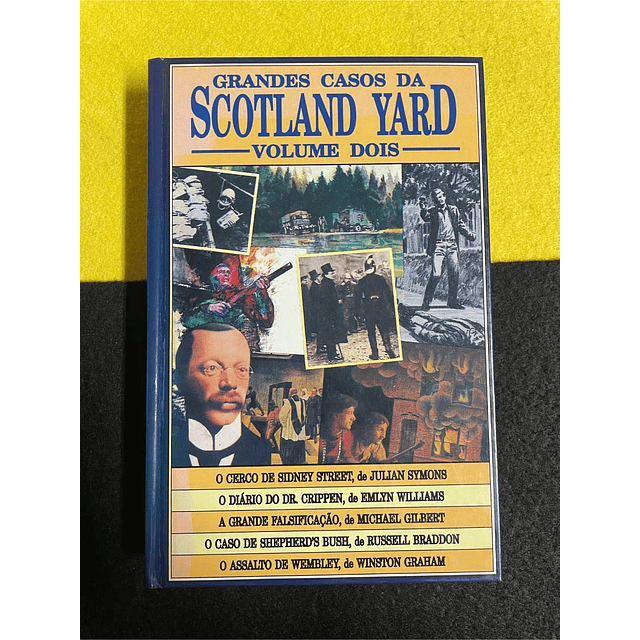 GRANDES CASOS DA
SCOTLAND YARD
VOLUME DOIS
O CERCO DE SIDNEY STREET, de JULIAN SYMONS
O DIÁRIO DO DR. CRIPPEN, de EMLYN WILLIAMS
A GRANDE FALSIFICAÇÃO, de MICHAEL GILBERT
O CASO DE SHEPHERD'S BUSH, de RUSSELL BRADDON
O ASSALTO DE WEMBLEY, de WINSTON GRAHAM